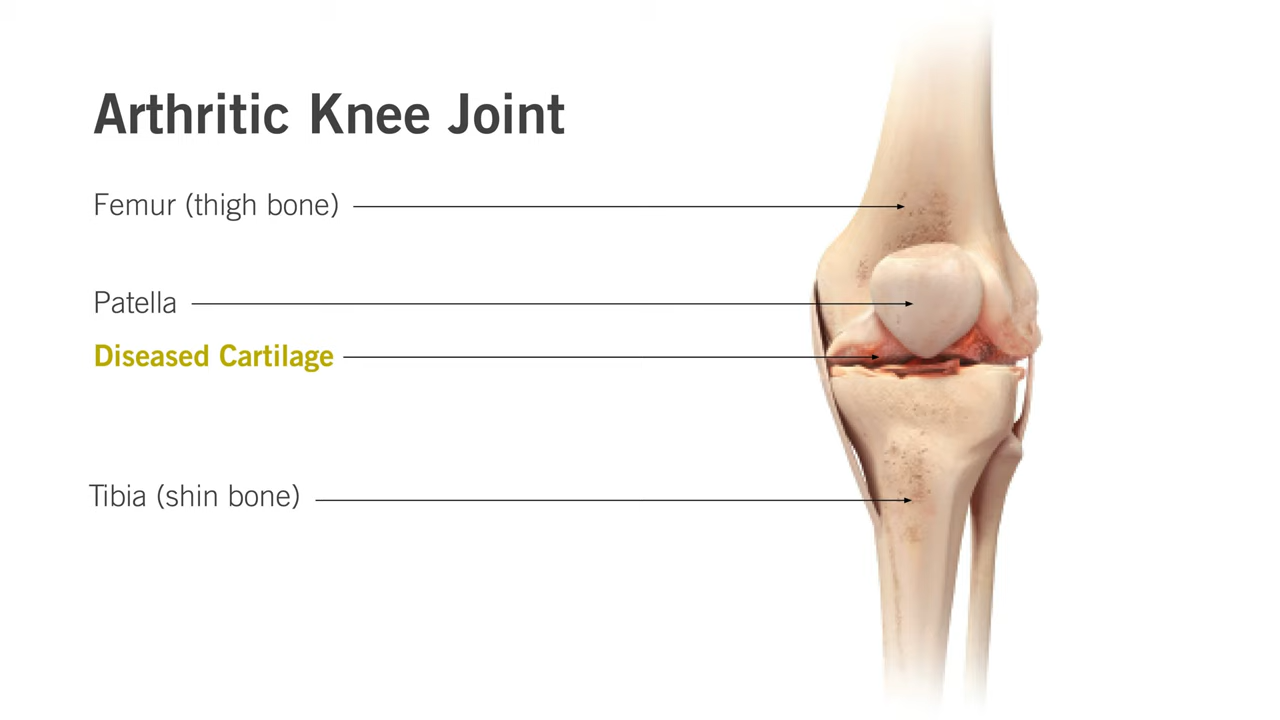 Arthritic Knee Joint
Femur (thigh bone)
Patella
Diseased Cartilage
Tibia (shin bone)